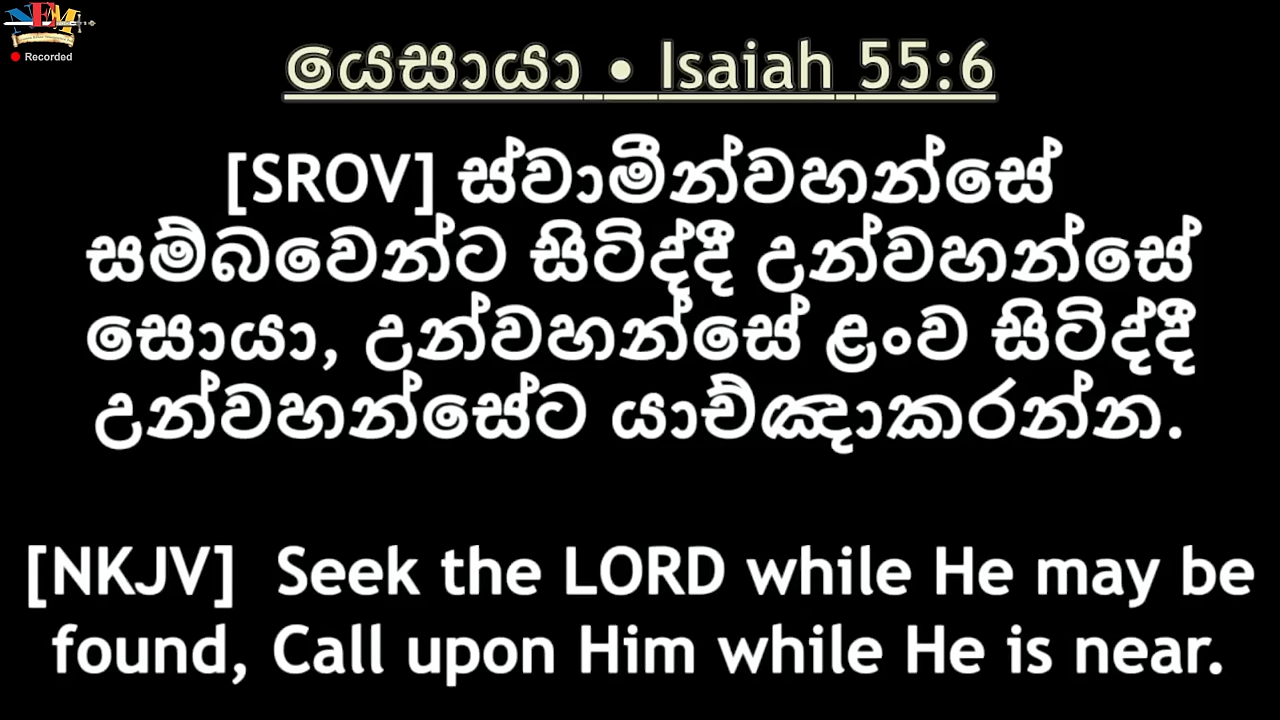 NEM
Recorded
යෙසායා • Isaiah 55:6
[SROV] ස්වාමීන්වහන්සේ
සම්බවෙන්ට සිටිද්දී උන්වහන්සේ
සොයා, උන්වහන්සේ ළංව සිටිද්දී
උන්වහන්සේට යාච්ඤාකරන්න.
[NKJV]  Seek the LORD while He may be
found, Call upon Him while He is near.